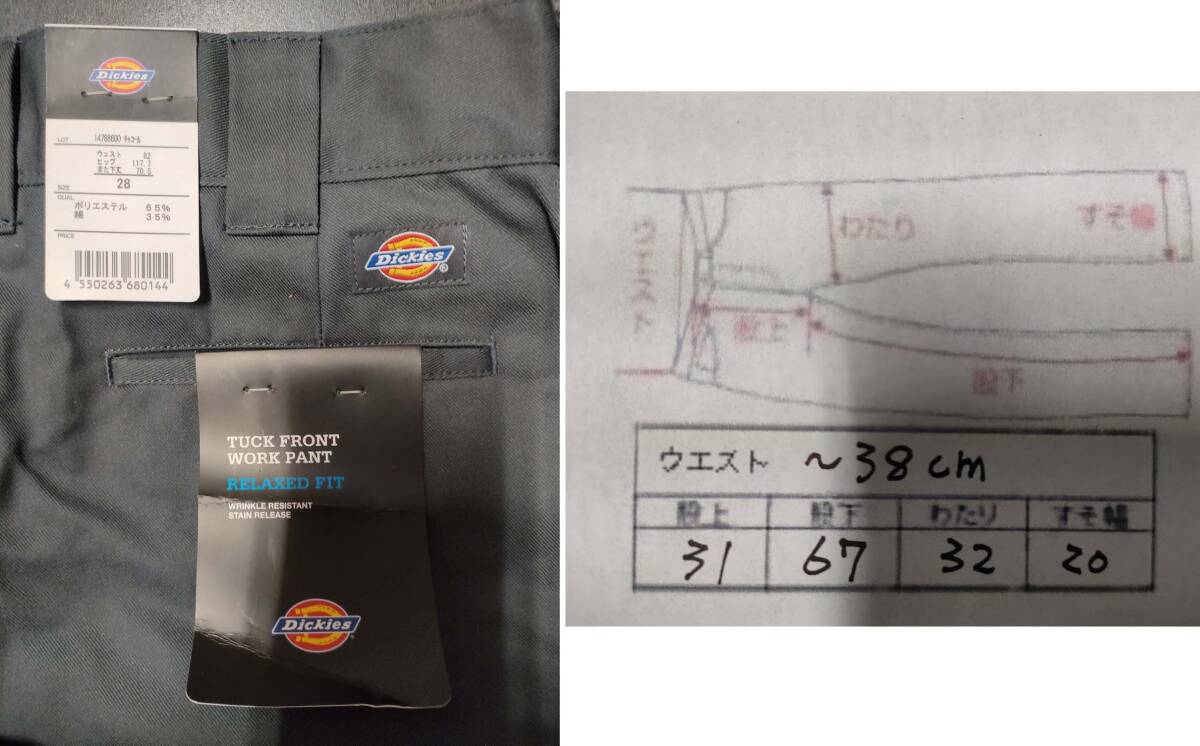 Dickies
LOT 14788600 チャコール
ウェスト 82
ヒップ 117.7
また下丈 70.5
SIZE 28
QUAL
ポリエステル 65%
綿 35%
PRICE
4 550263 680144
Dickies
®
TUCK FRONT
WORK PANT
RELAXED FIT
WRINKLE RESISTANT
STAIN RELEASE
Dickies
ウエスト
わたり
すそ幅
股上
股下
ウエスト ～38cm
股上 股下 わたり すそ幅
31 67 32 20